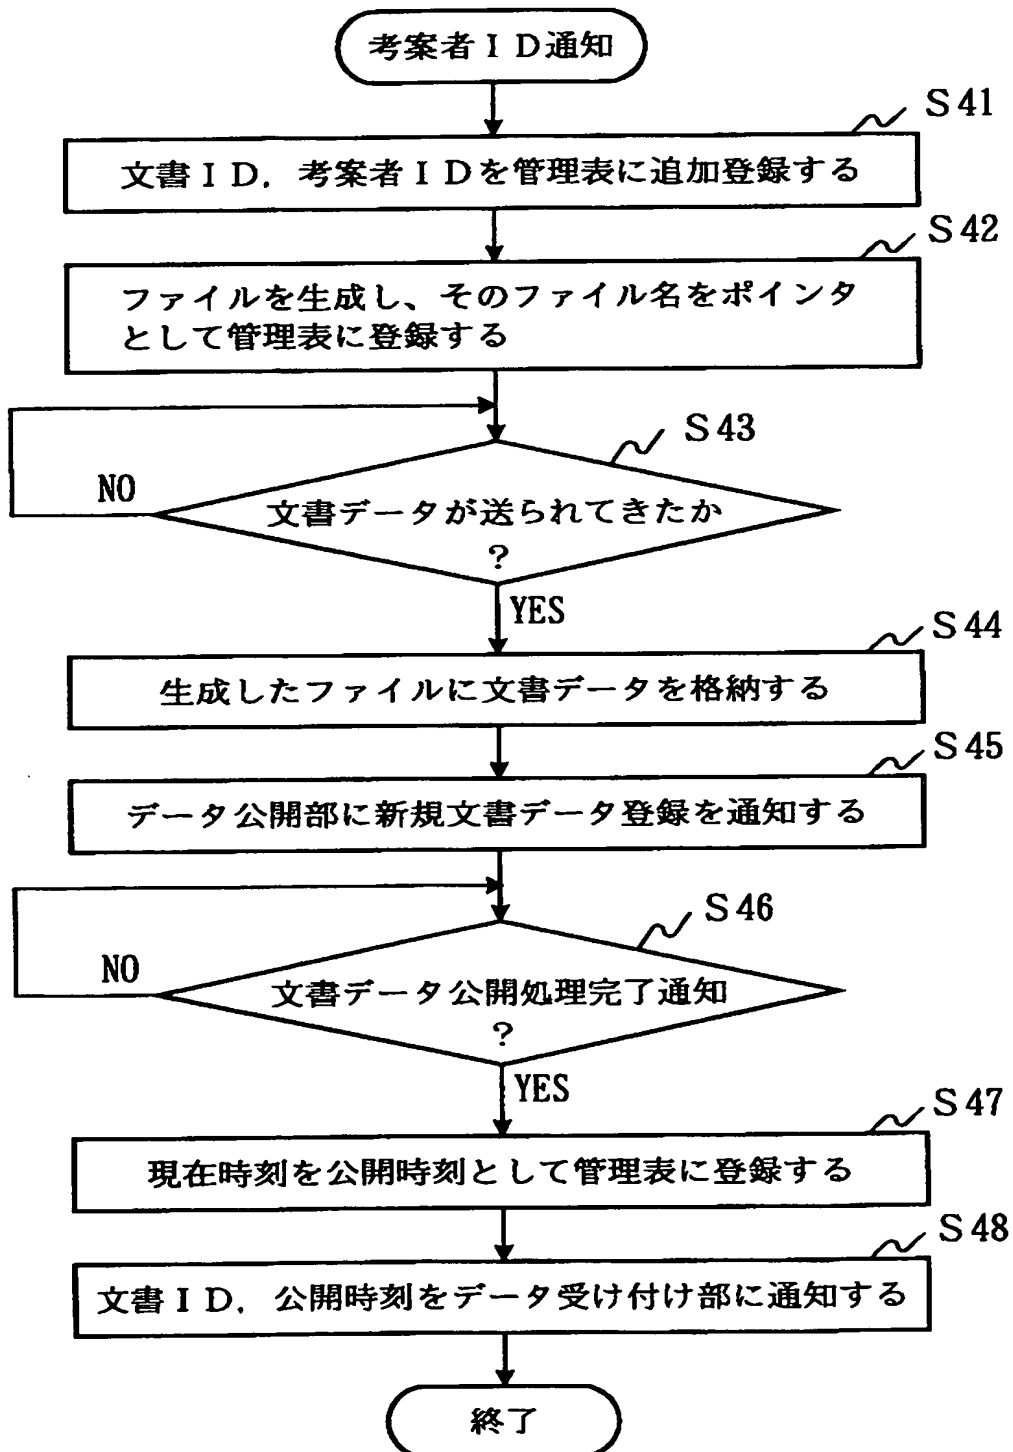 考案者ＩＤ通知
S41
文書ＩＤ．考案者ＩＤを管理表に追加登録する
S42
ファイルを生成し、そのファイル名をポインタ
として管理表に登録する
S43
NO
文書データが送られてきたか
？
YES
S44
生成したファイルに文書データを格納する
S45
データ公開部に新規文書データ登録を通知する
S46
NO
文書データ公開処理完了通知
？
YES
S47
現在時刻を公開時刻として管理表に登録する
S48
文書ＩＤ．公開時刻をデータ受け付け部に通知する
終了